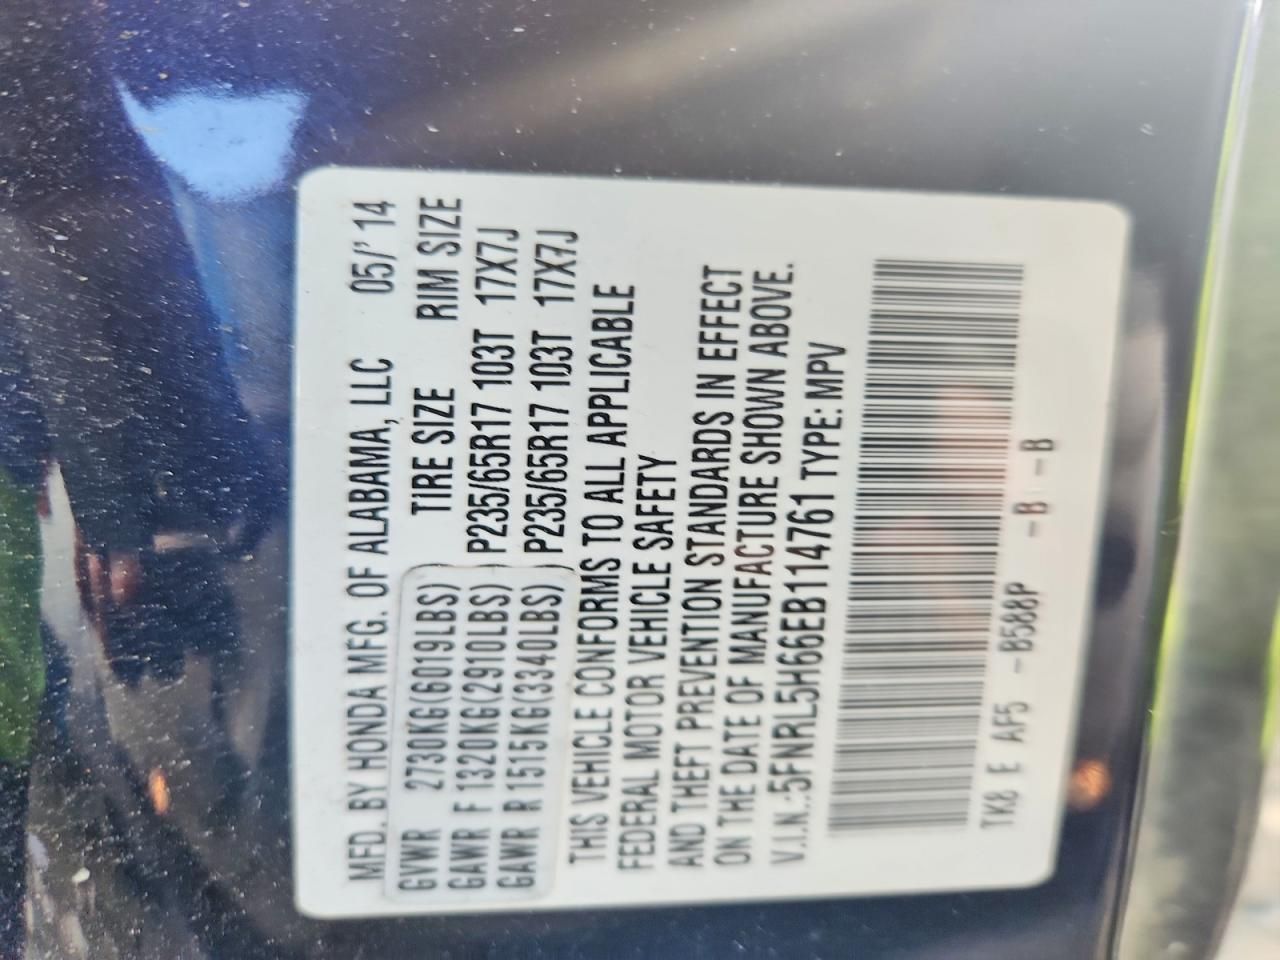 MFD. BY HONDA MFG. OF ALABAMA, LLC 05/' 14
GVWR 2730KG(6019LBS) TIRE SIZE RIM SIZE
GAWR F 1320KG(2910LBS) P235/65R17 103T 17X7J
GAWR R 1515KG(3340LBS) P235/65R17 103T 17X7J
THIS VEHICLE CONFORMS TO ALL APPLICABLE
FEDERAL MOTOR VEHICLE SAFETY
AND THEFT PREVENTION STANDARDS IN EFFECT
ON THE DATE OF MANUFACTURE SHOWN ABOVE.
V.I.N.:5FNRL5H66EB114761 TYPE: MPV
TK8 E AF5 -B588P -B -B